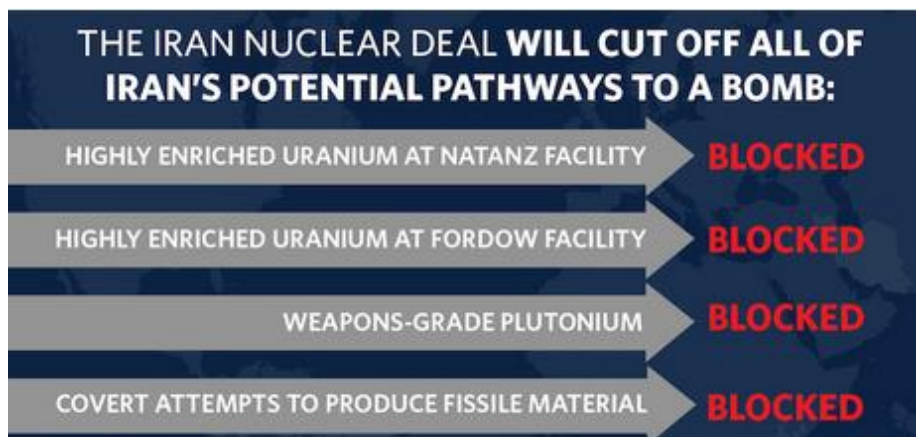 THE IRAN NUCLEAR DEAL WILL CUT OFF ALL OF
IRAN'S POTENTIAL PATHWAYS TO A BOMB:
HIGHLY ENRICHED URANIUM AT NATANZ FACILITY BLOCKED
HIGHLY ENRICHED URANIUM AT FORDOW FACILITY BLOCKED
WEAPONS-GRADE PLUTONIUM BLOCKED
COVERT ATTEMPTS TO PRODUCE FISSILE MATERIAL BLOCKED